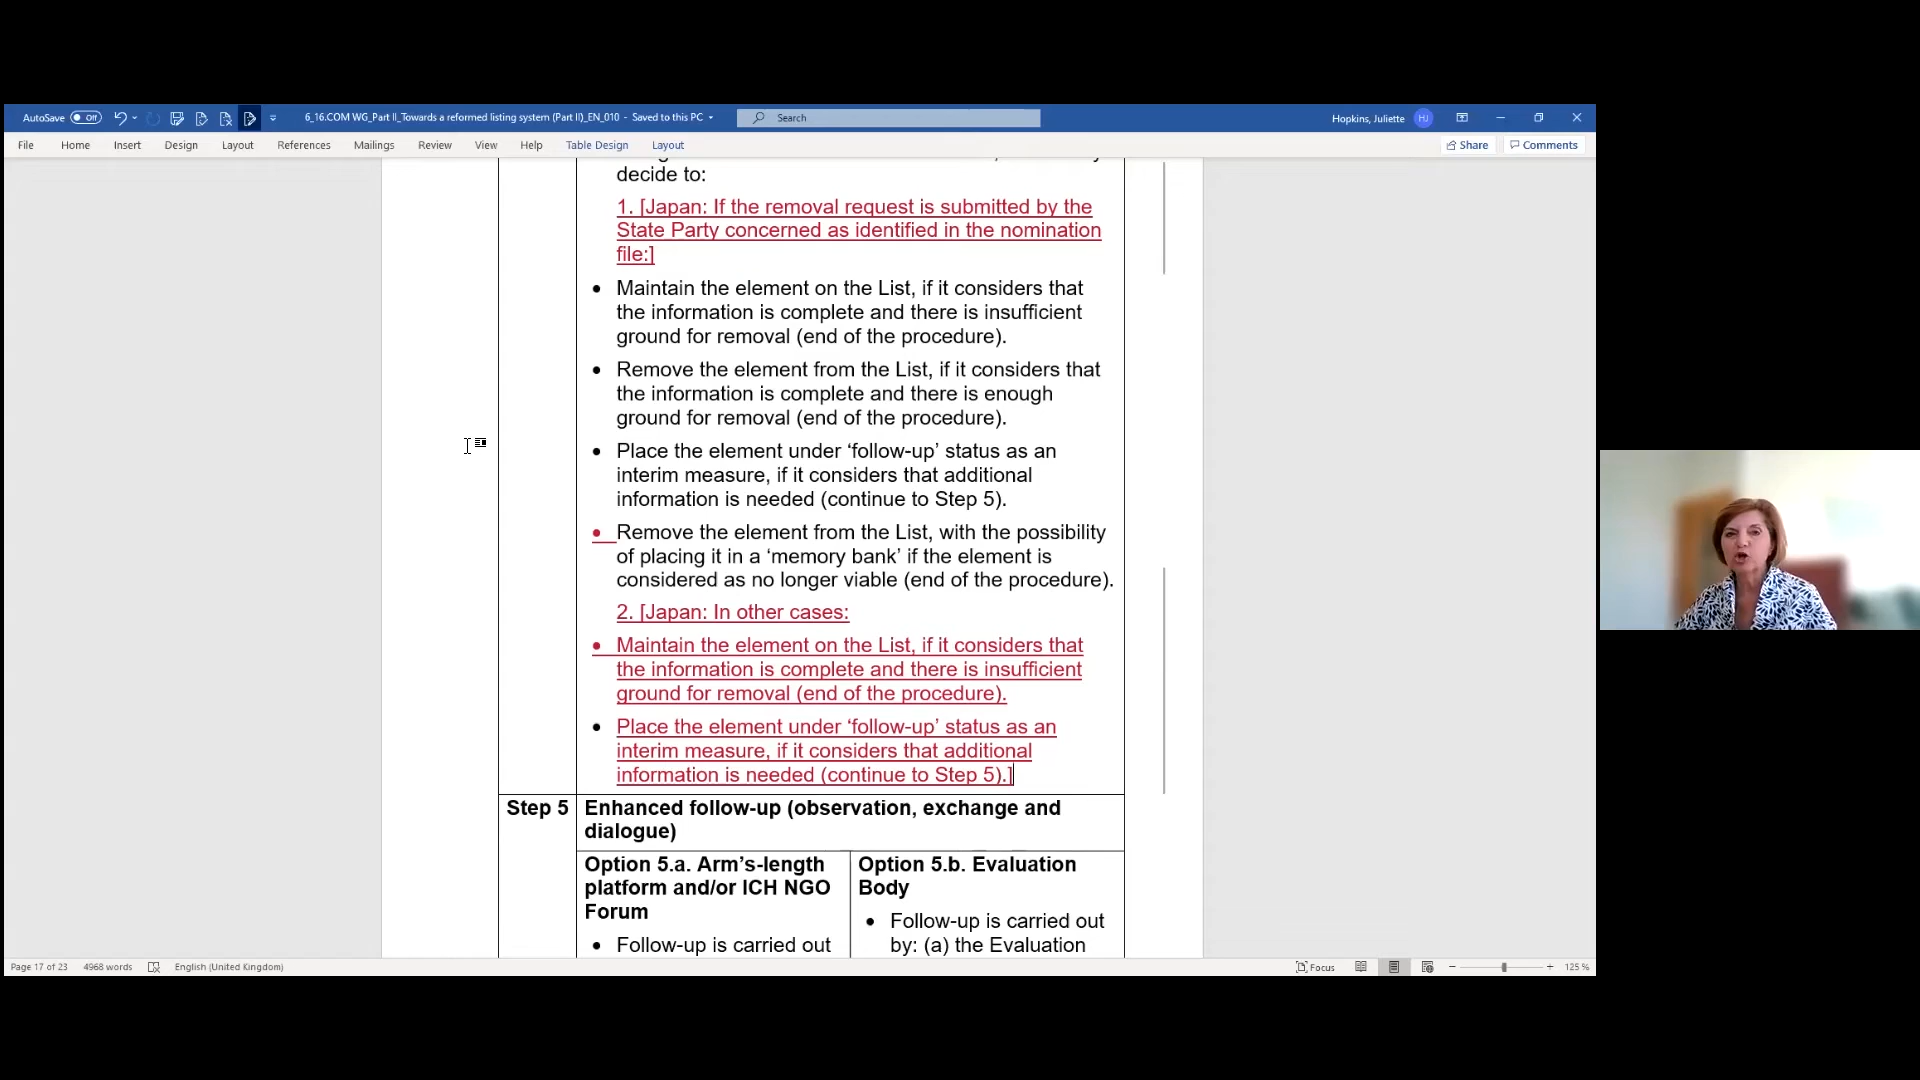 AutoSave Off
6_16.COM WG_Part II_Towards a reformed listing system (Part II)_EN_010 - Saved to this PC
Search
Hopkins, Juliette HJ
File Home Insert Design Layout References Mailings Review View Help Table Design Layout
Share Comments
decide to:
1. [Japan: If the removal request is submitted by the
State Party concerned as identified in the nomination
file:]
• Maintain the element on the List, if it considers that
the information is complete and there is insufficient
ground for removal (end of the procedure).
• Remove the element from the List, if it considers that
the information is complete and there is enough
ground for removal (end of the procedure).
• Place the element under ‘follow-up’ status as an
interim measure, if it considers that additional
information is needed (continue to Step 5).
• Remove the element from the List, with the possibility
of placing it in a ‘memory bank’ if the element is
considered as no longer viable (end of the procedure).
2. [Japan: In other cases:
• Maintain the element on the List, if it considers that
the information is complete and there is insufficient
ground for removal (end of the procedure).
• Place the element under ‘follow-up’ status as an
interim measure, if it considers that additional
information is needed (continue to Step 5).]
Step 5
Enhanced follow-up (observation, exchange and
dialogue)
Option 5.a. Arm’s-length
platform and/or ICH NGO
Forum
• Follow-up is carried out
Option 5.b. Evaluation
Body
• Follow-up is carried out
by: (a) the Evaluation
Page 17 of 23 4968 words English (United Kingdom)
Focus
125 %